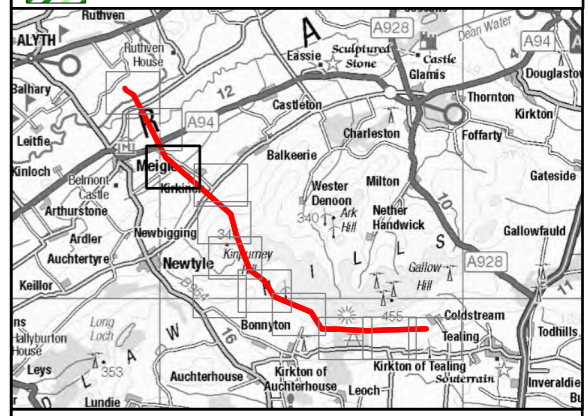 Ruthven
ALYTH
Ruthven
House
A
Eassie
Sculptured
Stone
Castle
A928
Dean Water
A94
4
Glamis
Douglaston
Balhary
12
A94
Castleton
Thornton
Kirkton
Leitfie
Charleston
Foffarty
Kinloch
Meigle
Balkeerie
Belmont
Castle
Kirkinch
Wester
Denoon
Milton
Gateside
Arthurstone
340
Ark
Hill
Nether
Handwick
10
Ardler
Newbigging
Gallowfauld
Auchtertyre
Newtyle
Kinpurney
Hill
I
L
L
S
Gallow
Hill
A928
Keillor
B954
11
Bonnyton
455
Coldstream
Hallyburton
House
Long
Loch
W
16
Tealing
Todhills
Leys
353
A
Auchterhouse
Kirkton of
Auchterhouse
Kirkton of Tealing
Souterrain
Inveraldie
Lundie
D
L
Leoch